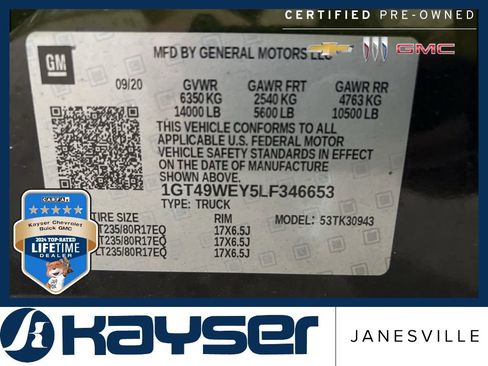 CERTIFIED PRE-OWNED
GMC
GM
MFD BY GENERAL MOTORS LLC
09/20 GVWR GAWR FRT GAWR RR
6350 KG 2540 KG 4763 KG
14000 LB 5600 LB 10500 LB
THIS VEHICLE CONFORMS TO ALL
APPLICABLE U.S. FEDERAL MOTOR
VEHICLE SAFETY AND BUMPER
STANDARDS IN EFFECT ON THE DATE
OF MANUFACTURE SHOWN ABOVE.
1GT49WEY5LF346653
TYPE: TRUCK MODEL: 53TK30943
TIRE SIZE RIM
LT235/80R17EQ 17X6.5J
LT235/80R17EQ 17X6.5J
LT235/80R17EQ 17X6.5J
CARFAX
Kayser Chevrolet
Buick GMC
2024 TOP-RATED
LIFETIME
DEALER
KAYSER JANESVILLE